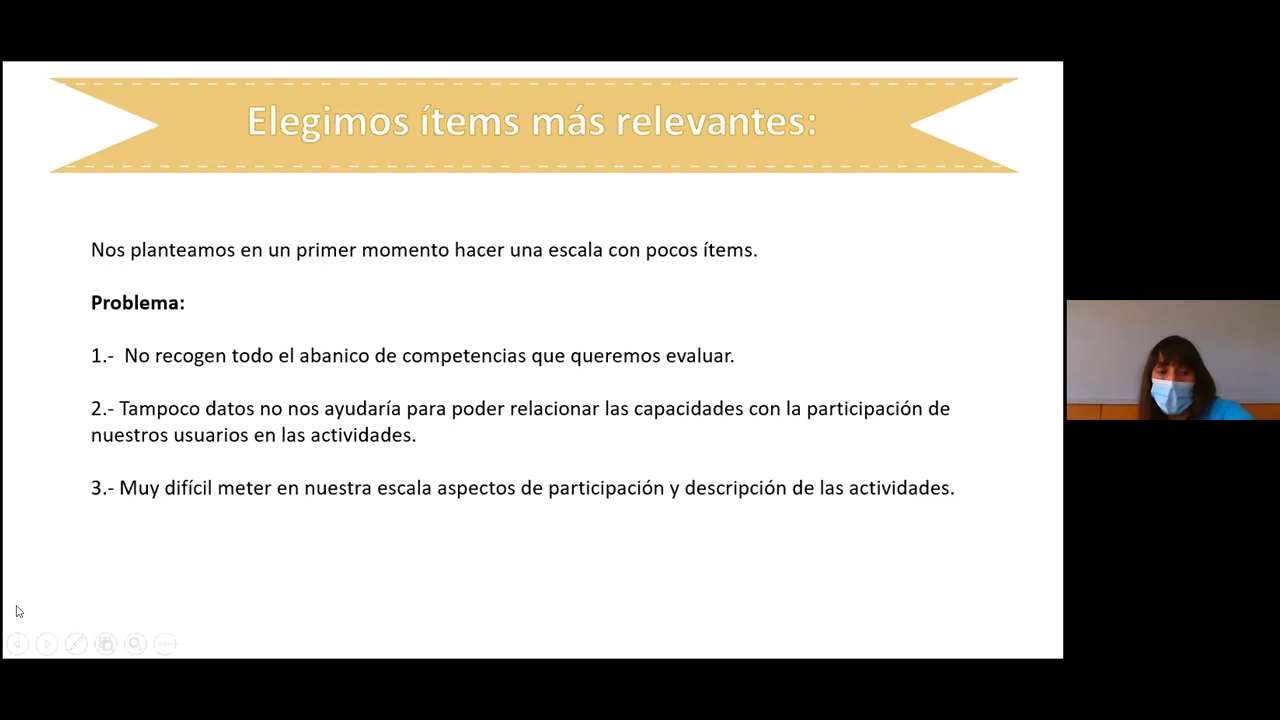 Elegimos ítems más relevantes:
Nos planteamos en un primer momento hacer una escala con pocos ítems.
Problema:
1.-  No recogen todo el abanico de competencias que queremos evaluar.
2.- Tampoco datos no nos ayudaría para poder relacionar las capacidades con la participación de
nuestros usuarios en las actividades.
3.- Muy difícil meter en nuestra escala aspectos de participación y descripción de las actividades.